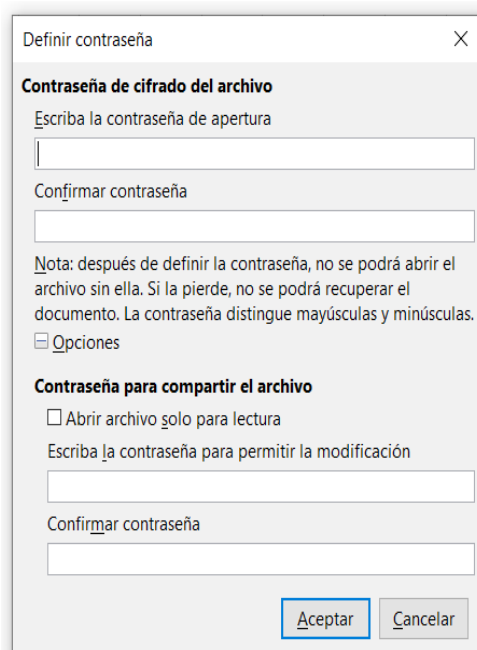 Definir contraseña
Contraseña de cifrado del archivo
Escriba la contraseña de apertura
Confirmar contraseña
Nota: después de definir la contraseña, no se podrá abrir el
archivo sin ella. Si la pierde, no se podrá recuperar el
documento. La contraseña distingue mayúsculas y minúsculas.
Opciones
Contraseña para compartir el archivo
Abrir archivo solo para lectura
Escriba la contraseña para permitir la modificación
Confirmar contraseña
Aceptar Cancelar